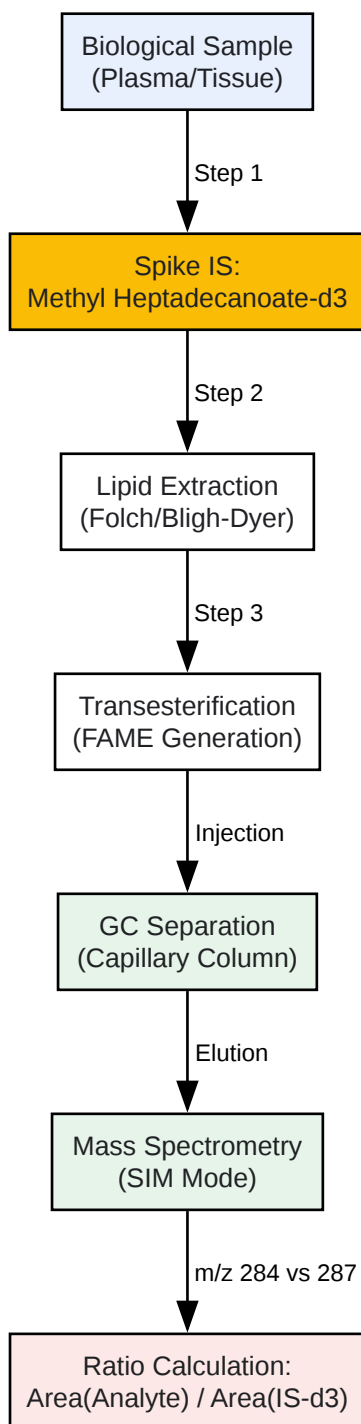 Biological Sample
(Plasma/Tissue)
Step 1
Spike IS:
Methyl Heptadecanoate-d3
Step 2
Lipid Extraction
(Folch/Bligh-Dyer)
Step 3
Transesterification
(FAME Generation)
Injection
GC Separation
(Capillary Column)
Elution
Mass Spectrometry
(SIM Mode)
m/z 284 vs 287
Ratio Calculation:
Area(Analyte) / Area(IS-d3)